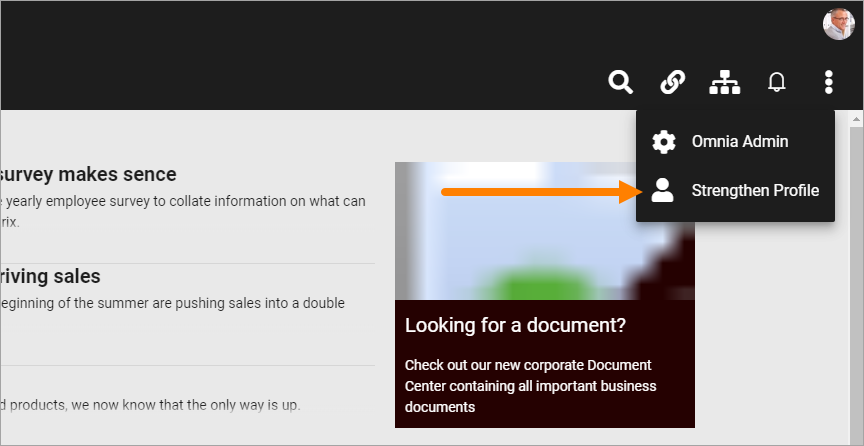 Omnia Admin
Strengthen Profile
survey makes sence
yearly employee survey to collate information on what can
rix.
riving sales
eginning of the summer are pushing sales into a double
d products, we now know that the only way is up.
Looking for a document?
Check out our new corporate Document
Center containing all important business
documents